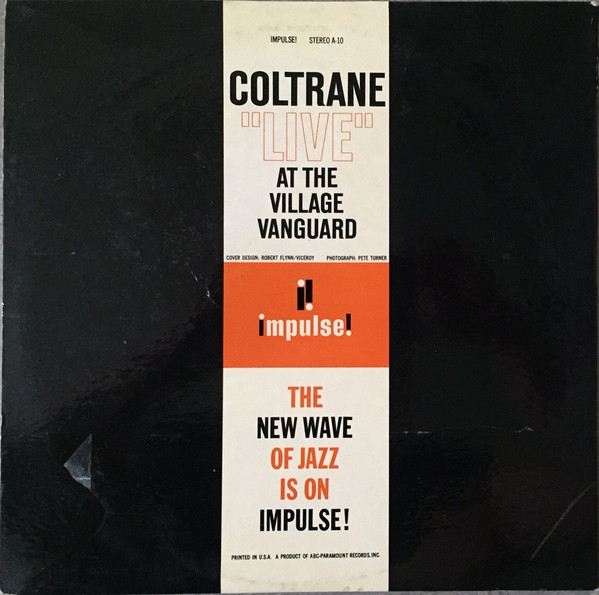 IMPULSE! STEREO A-10
COLTRANE
"LIVE"
AT THE
VILLAGE
VANGUARD
COVER DESIGN: ROBERT FLYNN/VICEROY PHOTOGRAPH: PETE TURNER
i!
impulse!
THE
NEW WAVE
OF JAZZ
IS ON
IMPULSE!
PRINTED IN U.S.A. A PRODUCT OF ABC-PARAMOUNT RECORDS, INC.